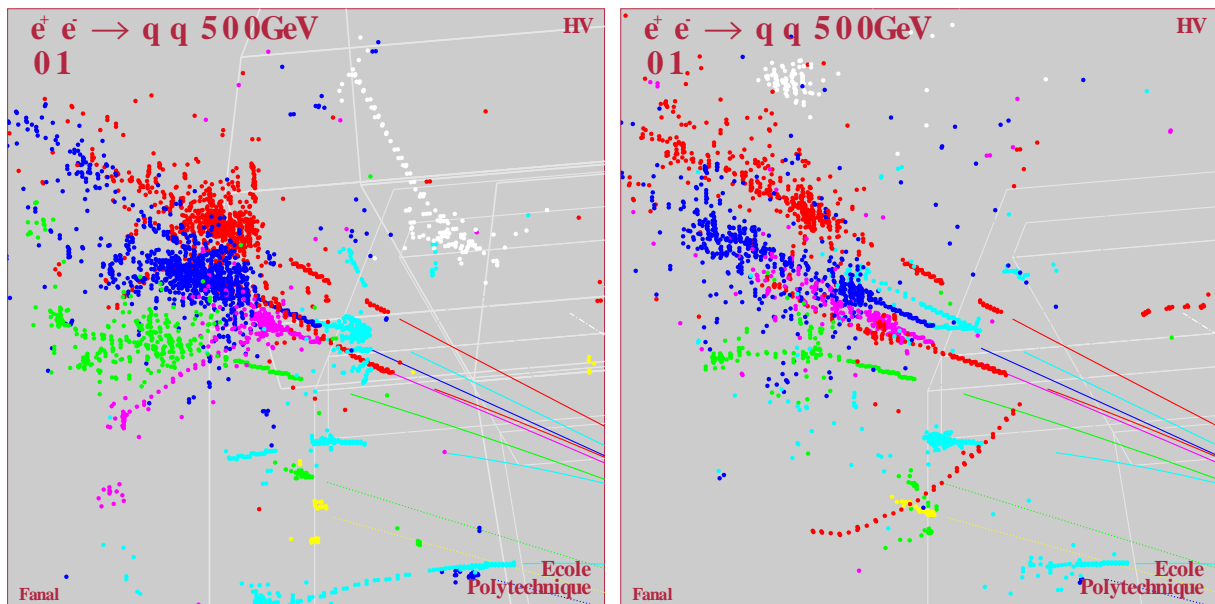 e+ e- → q q 500GeV
HV
01
Ecole
Polytechnique
Fanal
e+ e- → q q 500GeV
HV
01
Ecole
Polytechnique
Fanal